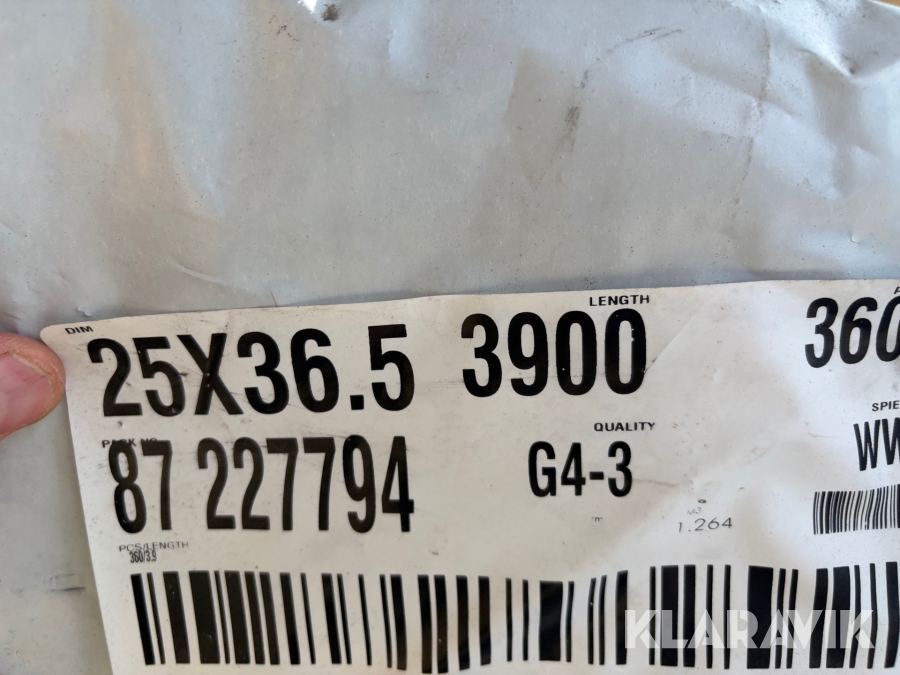 DIM LENGTH
25X36.5 3900 360
PACK NO QUALITY
87 227794 G4-3 WW
M3
1.264
PCS/LENGTH
360/3.9
KLARAVIK